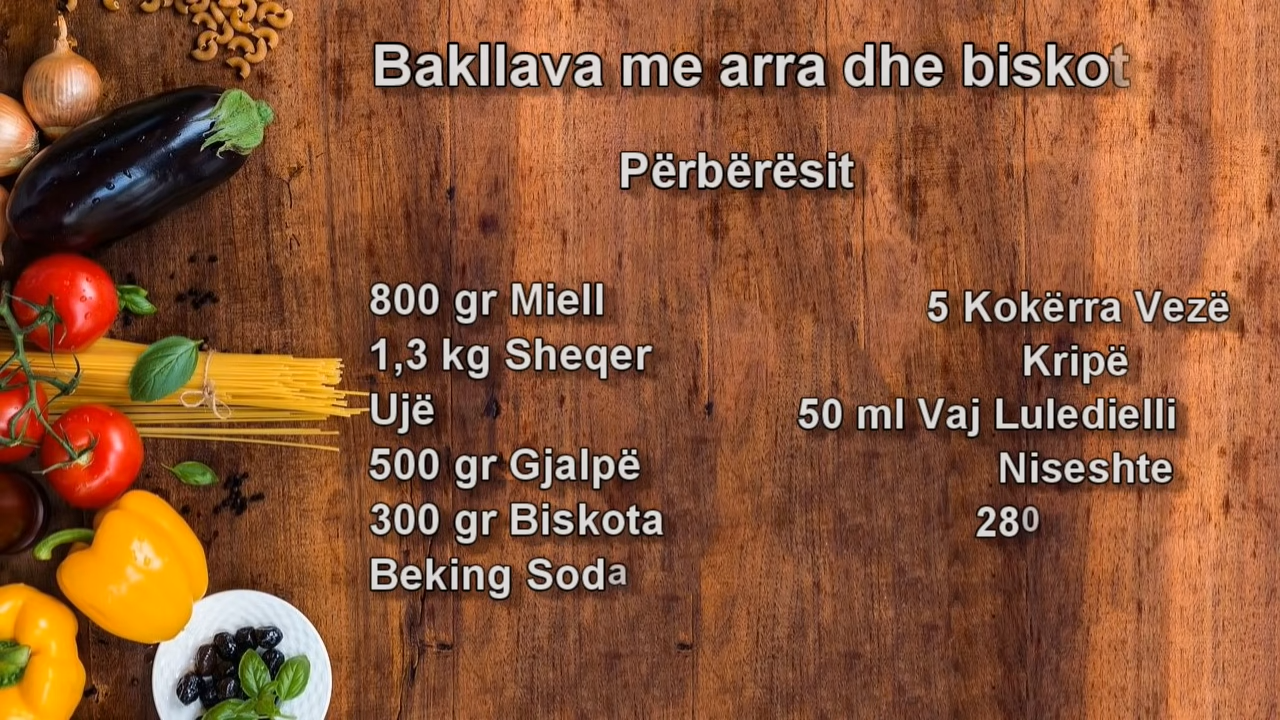 Bakllava me arra dhe biskot
Përbërësit
800 gr Miell
1,3 kg Sheqer
Ujë
500 gr Gjalpë
300 gr Biskota
Beking Soda
5 Kokërra Vezë
Kripë
50 ml Vaj Luledielli
Niseshte
280